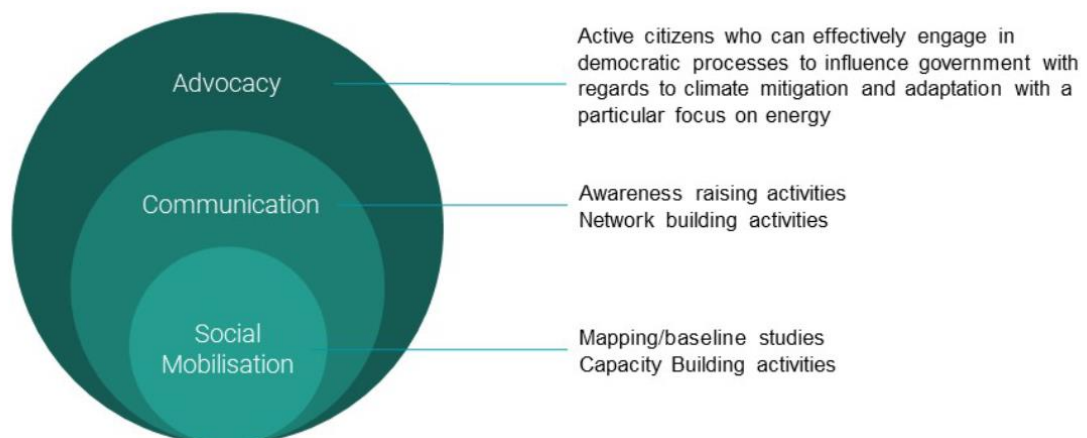 Advocacy
Active citizens who can effectively engage in
democratic processes to influence government with
regards to climate mitigation and adaptation with a
particular focus on energy
Communication
Awareness raising activities
Network building activities
Social
Mobilisation
Mapping/baseline studies
Capacity Building activities